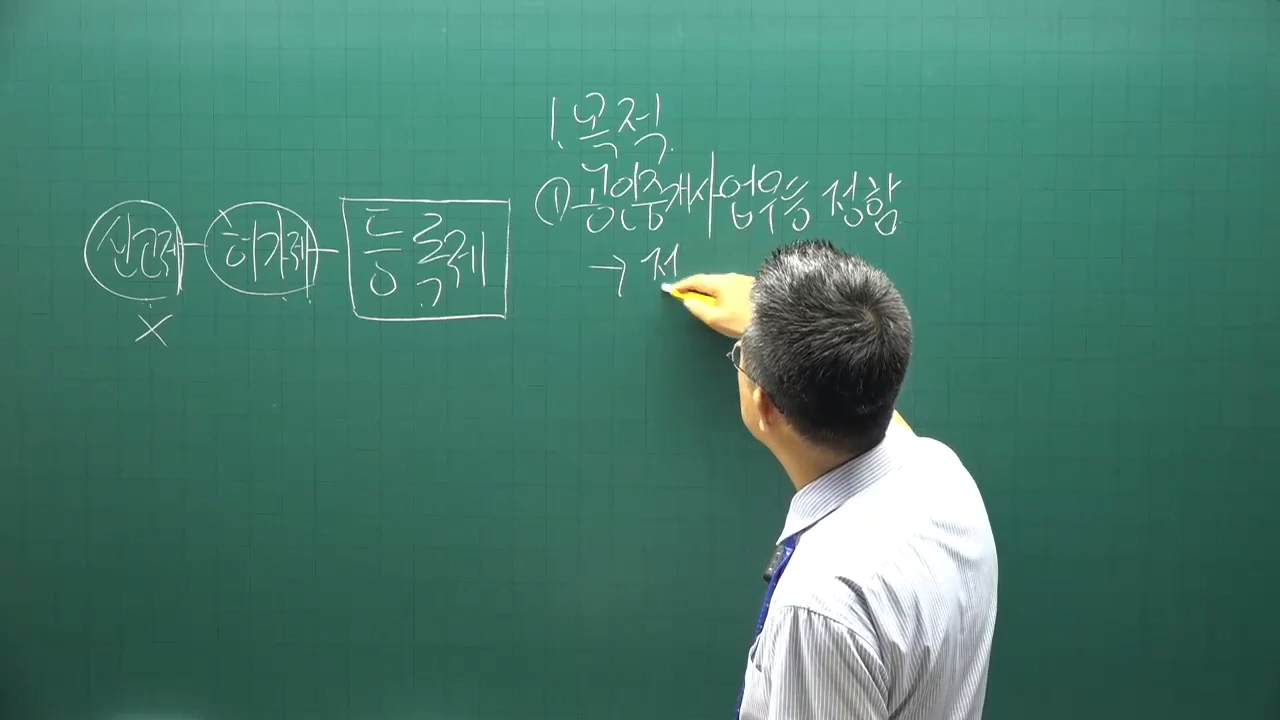 신고제 - 허가제 - 등록제
X
1. 목적
① 공인중개사업무등 정함
→ 전